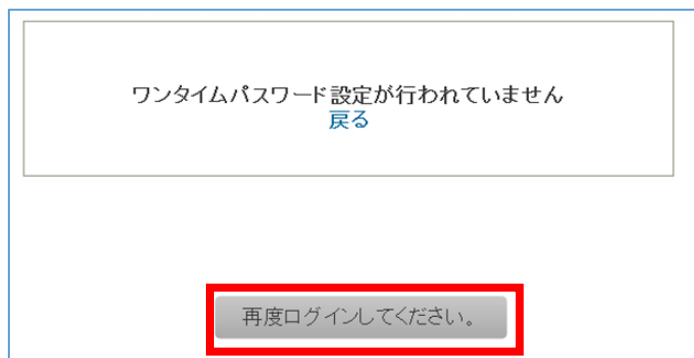 ワンタイムパスワード設定が行われていません
戻る
再度ログインしてください。